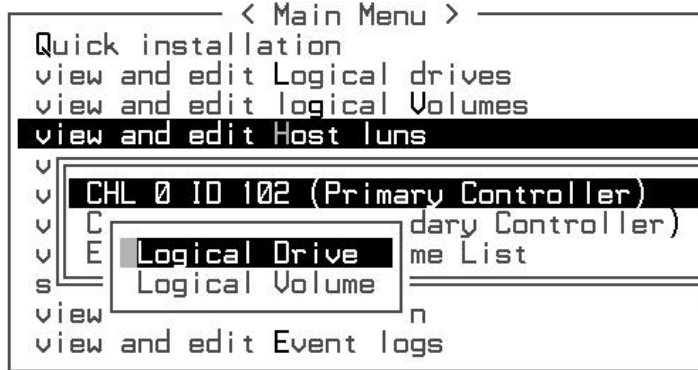 < Main Menu >
Quick installation
view and edit Logical drives
view and edit logical Volumes
view and edit Host luns
v
v CHL 0 ID 102 (Primary Controller)
v C dary Controller)
v E Logical Drive me List
s Logical Volume
view n
view and edit Event logs